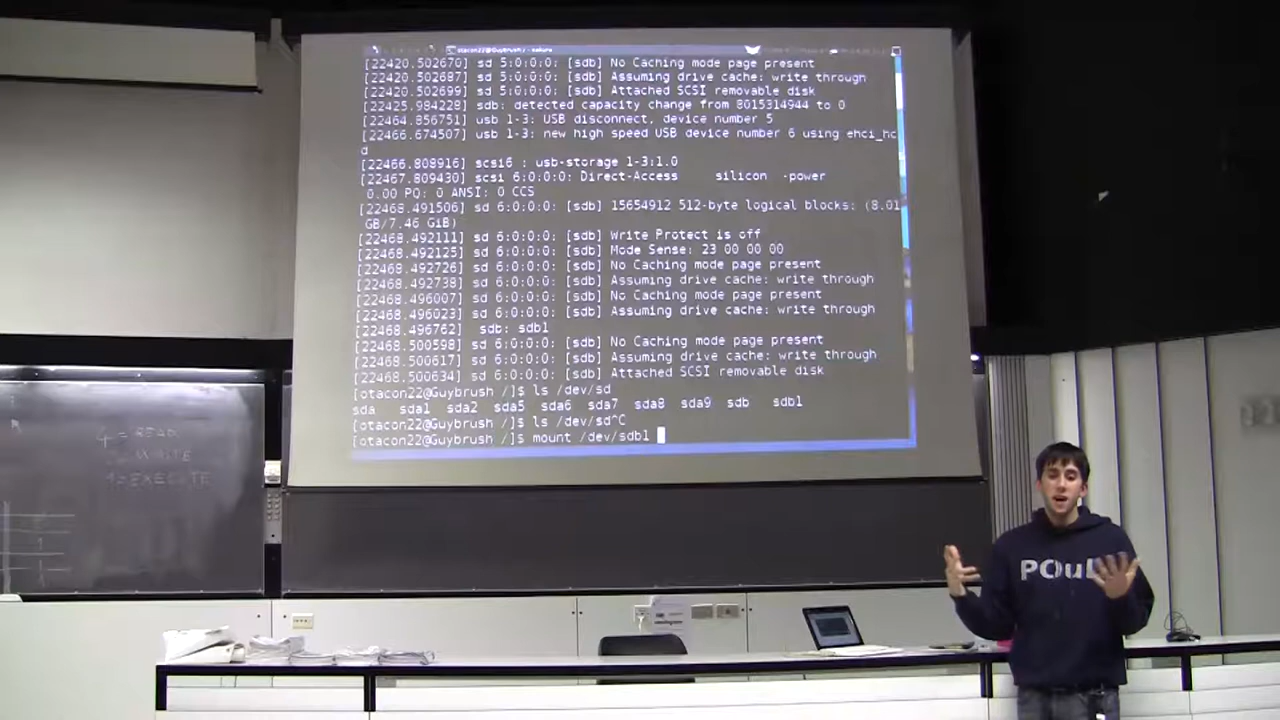 otacon22@Guybrush: - sakura
[22420.502670] sd 5:0:0:0: [sdb] No Caching mode page present
[22420.502687] sd 5:0:0:0: [sdb] Assuming drive cache: write through
[22420.502699] sd 5:0:0:0: [sdb] Attached SCSI removable disk
[22425.984228] sdb: detected capacity change from 8015314944 to 0
[22464.856751] usb 1-3: USB disconnect, device number 5
[22466.674507] usb 1-3: new high speed USB device number 6 using ehci_hc
d
[22466.808916] scsi6 : usb-storage 1-3:1.0
[22467.809430] scsi 6:0:0:0: Direct-Access silicon -power
0.00 PQ: 0 ANSI: 0 CCS
[22468.491506] sd 6:0:0:0: [sdb] 15654912 512-byte logical blocks: (8.01
GB/7.46 GiB)
[22468.492111] sd 6:0:0:0: [sdb] Write Protect is off
[22468.492125] sd 6:0:0:0: [sdb] Mode Sense: 23 00 00 00
[22468.492726] sd 6:0:0:0: [sdb] No Caching mode page present
[22468.492738] sd 6:0:0:0: [sdb] Assuming drive cache: write through
[22468.496007] sd 6:0:0:0: [sdb] No Caching mode page present
[22468.496023] sd 6:0:0:0: [sdb] Assuming drive cache: write through
[22468.496762] sdb: sdb1
[22468.500598] sd 6:0:0:0: [sdb] No Caching mode page present
[22468.500617] sd 6:0:0:0: [sdb] Assuming drive cache: write through
[22468.500634] sd 6:0:0:0: [sdb] Attached SCSI removable disk
[otacon22@Guybrush /]$ ls /dev/sd
sda sda1 sda2 sda5 sda6 sda7 sda8 sda9 sdb sdb1
[otacon22@Guybrush /]$ ls /dev/sd^C
[otacon22@Guybrush /]$ mount /dev/sdb1
4 = READ
WRITE
1=EXECUTE
POuL